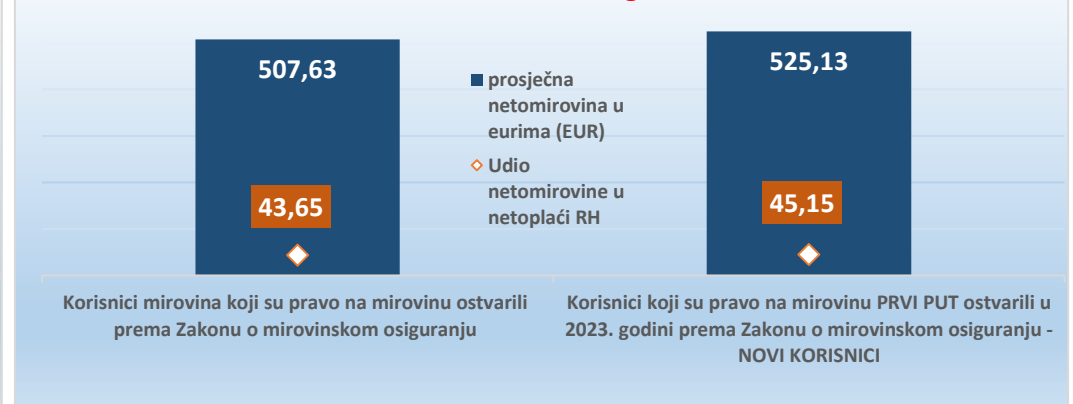 507,63
525,13
prosječna
netomirovina u
eurima (EUR)
Udio
netomirovine u
netoplaći RH
43,65
45,15
Korisnici mirovina koji su pravo na mirovinu ostvarili
prema Zakonu o mirovinskom osiguranju
Korisnici koji su pravo na mirovinu PRVI PUT ostvarili u
2023. godini prema Zakonu o mirovinskom osiguranju -
NOVI KORISNICI